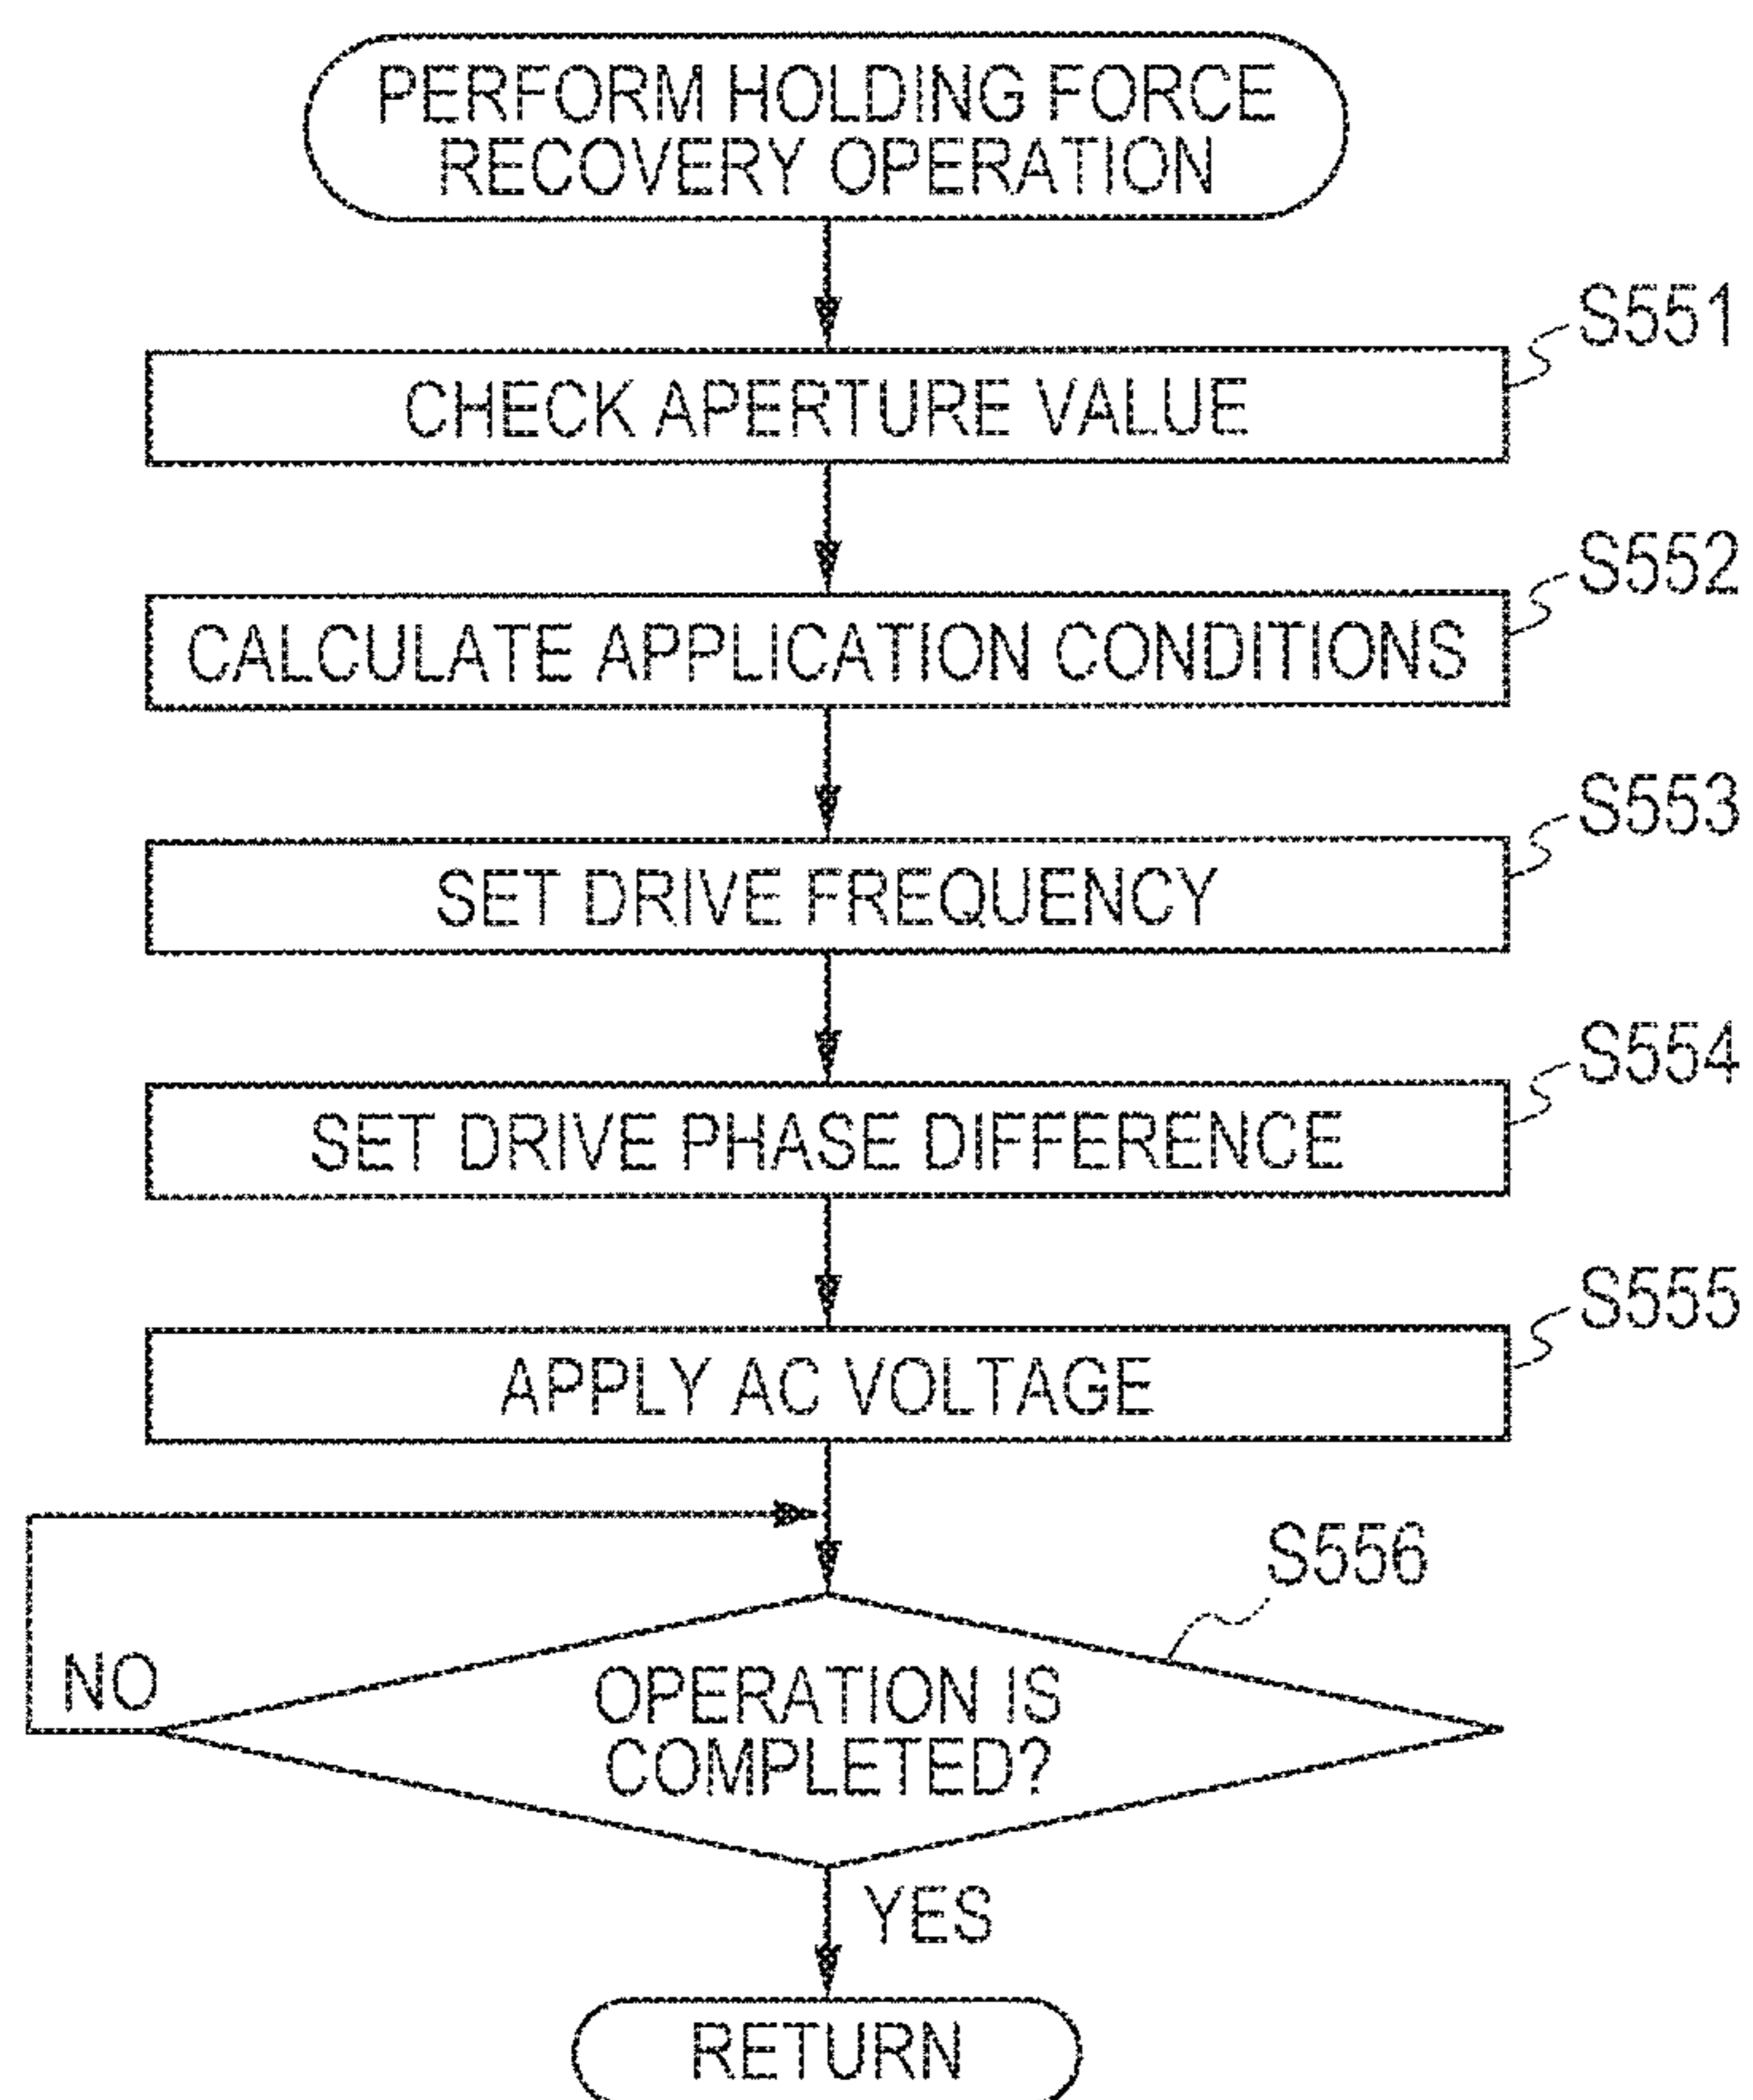 PERFORM HOLDING FORCE
RECOVERY OPERATION
S551
CHECK APERTURE VALUE
S552
CALCULATE APPLICATION CONDITIONS
S553
SET DRIVE FREQUENCY
S554
SET DRIVE PHASE DIFFERENCE
S555
APPLY AC VOLTAGE
S556
NO
OPERATION IS
COMPLETED?
YES
RETURN